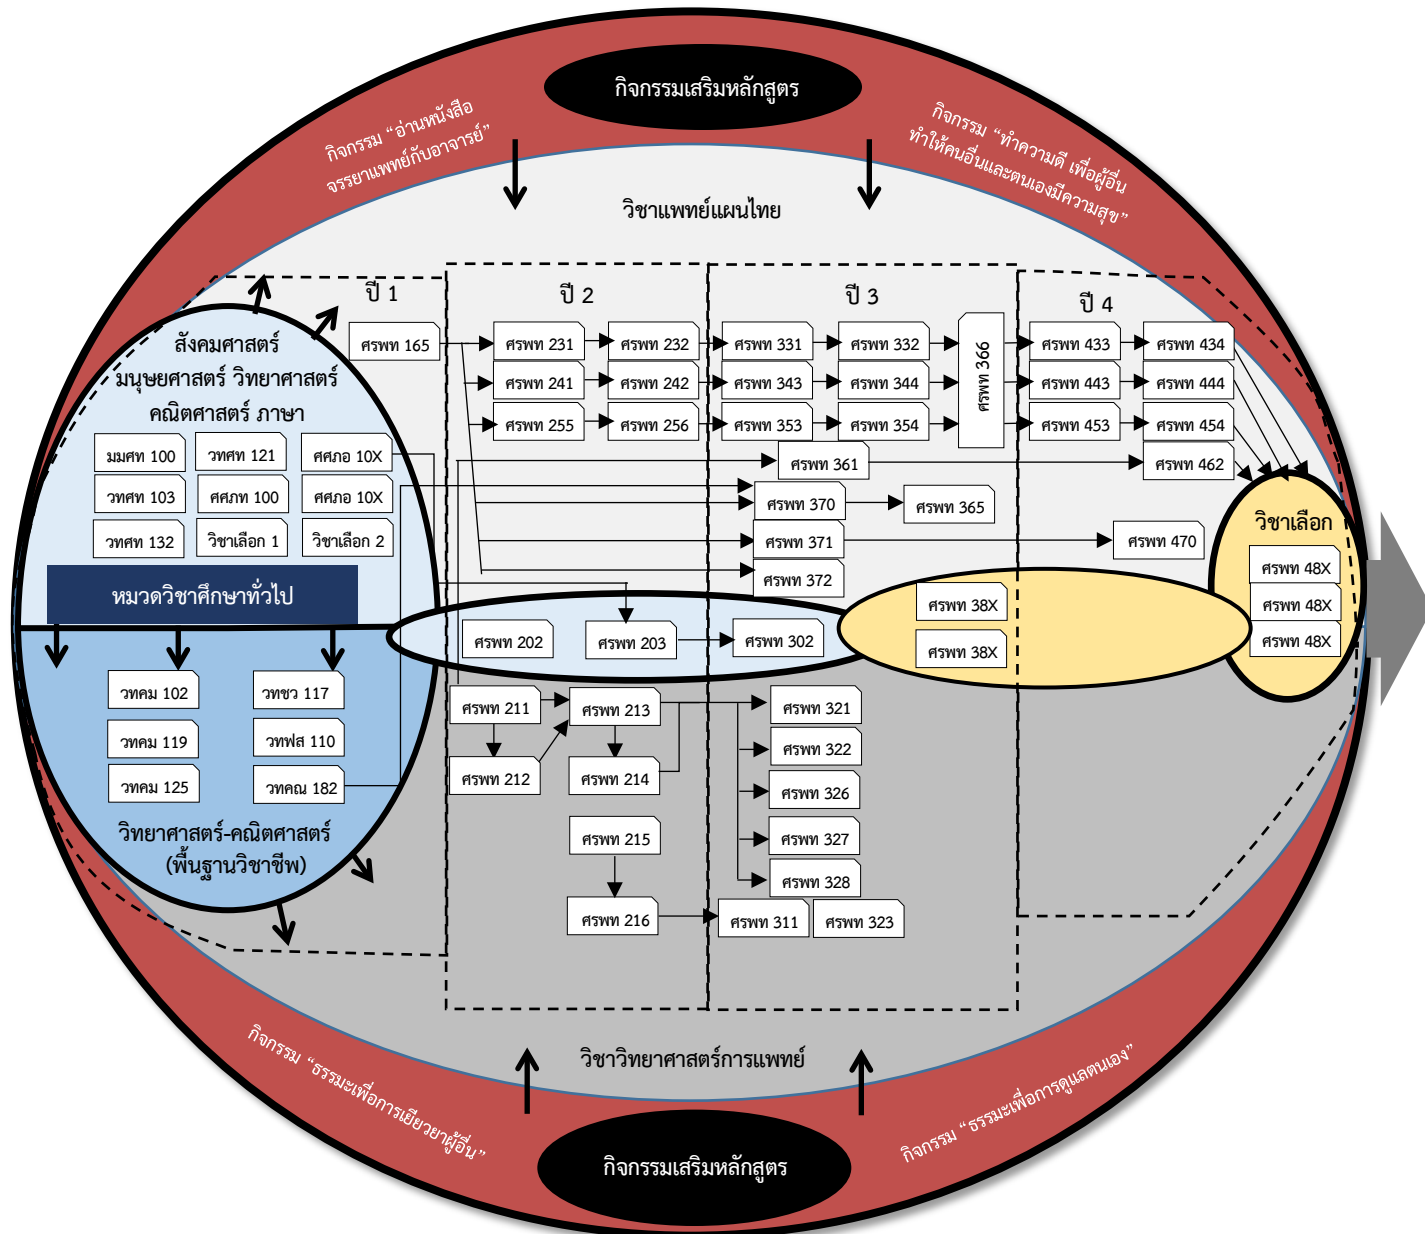 กิจกรรมเสริมหลักสูตร
กิจกรรม “อ่านหนังสือ
จรรยาแพทย์กับอาจารย์”
กิจกรรม “ทำความดี เพื่อผู้อื่น
ทำให้คนอื่นและตนเองมีความสุข”
วิชาแพทย์แผนไทย
ปี 1
ปี 2
ปี 3
ปี 4
สังคมศาสตร์
มนุษยศาสตร์ วิทยาศาสตร์
คณิตศาสตร์ ภาษา
มมศท 100
วทศท 121
ศศภอ 10X
วทศท 103
ศศภท 100
ศศภอ 10X
วทศท 132
วิชาเลือก 1
วิชาเลือก 2
หมวดวิชาศึกษาทั่วไป
วทคม 102
วทชว 117
วทคม 119
วทฟส 110
วทคม 125
วทคณ 182
วิทยาศาสตร์-คณิตศาสตร์
(พื้นฐานวิชาชีพ)
ศรพท 165
ศรพท 231
ศรพท 232
ศรพท 331
ศรพท 332
ศรพท 366
ศรพท 433
ศรพท 434
ศรพท 241
ศรพท 242
ศรพท 343
ศรพท 344
ศรพท 443
ศรพท 444
ศรพท 255
ศรพท 256
ศรพท 353
ศรพท 354
ศรพท 453
ศรพท 454
ศรพท 361
ศรพท 462
ศรพท 370
ศรพท 365
ศรพท 371
ศรพท 470
ศรพท 372
วิชาเลือก
ศรพท 48X
ศรพท 48X
ศรพท 48X
ศรพท 38X
ศรพท 38X
ศรพท 202
ศรพท 203
ศรพท 302
ศรพท 211
ศรพท 213
ศรพท 321
ศรพท 212
ศรพท 214
ศรพท 322
ศรพท 326
ศรพท 215
ศรพท 327
ศรพท 328
ศรพท 216
ศรพท 311
ศรพท 323
วิชาวิทยาศาสตร์การแพทย์
กิจกรรม “ธรรมะเพื่อการเยียวยาผู้อื่น”
กิจกรรม “ธรรมะเพื่อการดูแลตนเอง”
กิจกรรมเสริมหลักสูตร